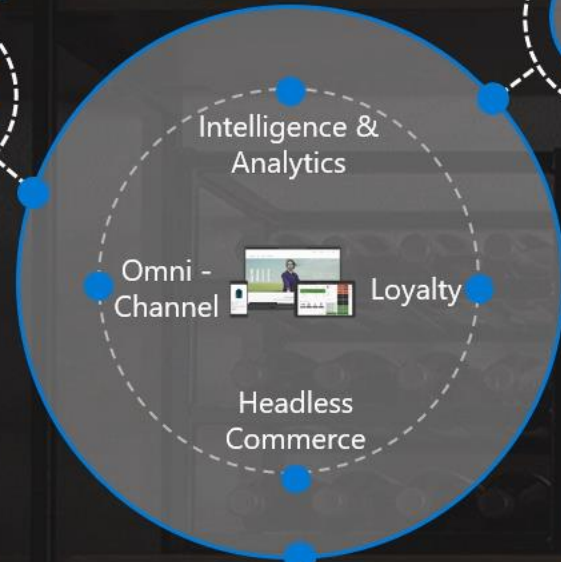 Intelligence &
Analytics
Omni -
Channel
Loyalty
Headless
Commerce